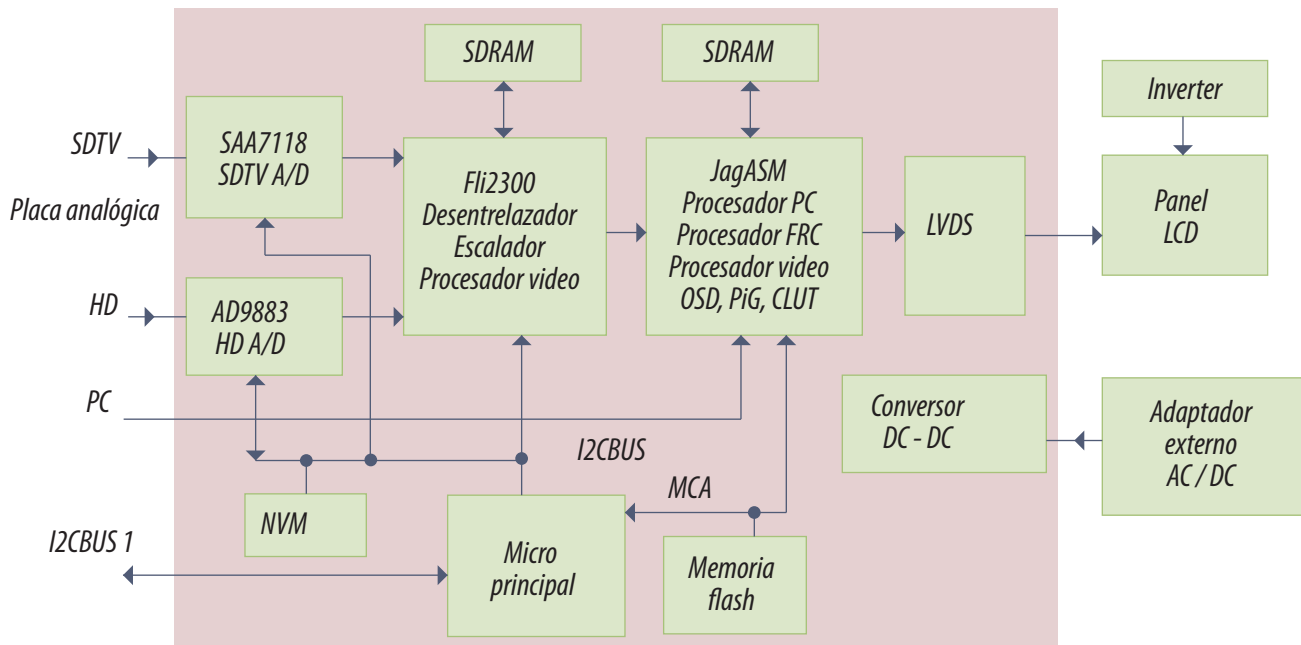 SDRAM
SDRAM
Inverter
SDTV
SAA7118
SDTV A/D
Placa analógica
Fli2300
Desentrelazador
Escalador
Procesador video
JagASM
Procesador PC
Procesador FRC
Procesador video
OSD, PiG, CLUT
LVDS
Panel
LCD
HD
AD9883
HD A/D
PC
Conversor
DC - DC
Adaptador
externo
AC / DC
I2CBUS
MCA
NVM
I2CBUS 1
Micro
principal
Memoria
flash